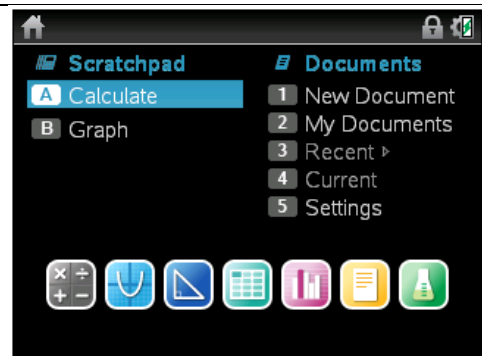 Scratchpad
A Calculate
B Graph
Documents
1 New Document
2 My Documents
3 Recent ▹
4 Current
5 Settings
× ÷
+ −